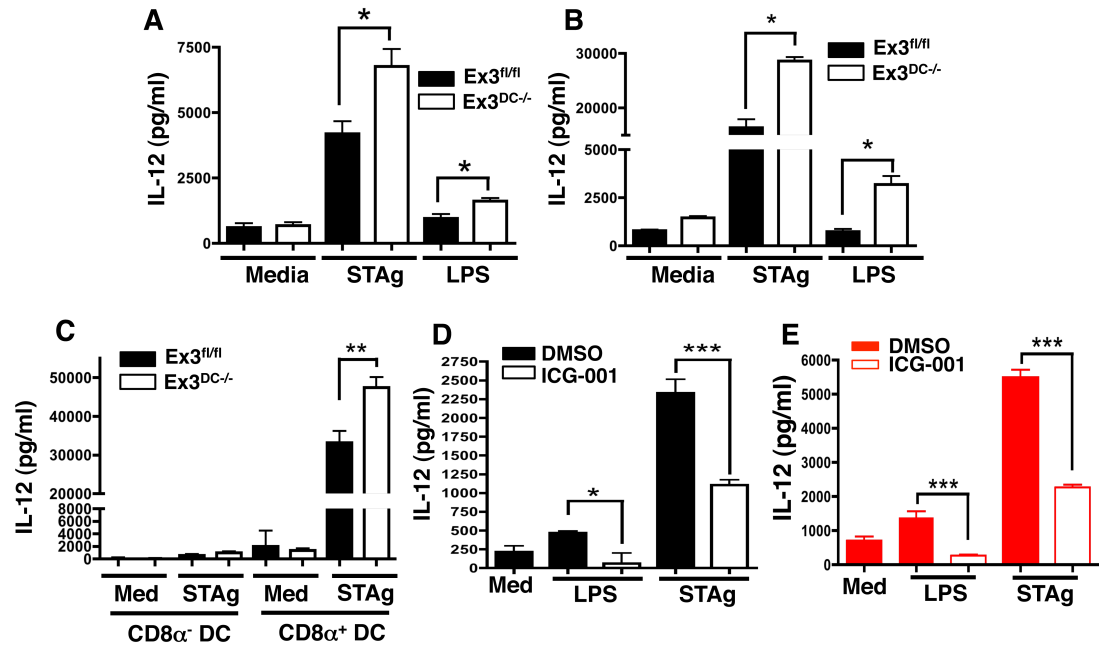 A
IL-12 (pg/ml)
7500
5000
2500
0
*
*
Ex3fl/fl
Ex3DC-/-
Media STAg LPS
B
IL-12 (pg/ml)
30000
20000
5000
2500
0
*
*
Ex3fl/fl
Ex3DC-/-
Media STAg LPS
C
IL-12 (pg/ml)
50000
40000
30000
20000
8000
6000
4000
2000
0
Ex3fl/fl
Ex3DC-/-
**
Med STAg Med STAg
CD8α- DC CD8α+ DC
D
IL-12 (pg/ml)
2750
2500
2250
2000
1750
1500
1250
1000
750
500
250
0
DMSO
ICG-001
***
*
Med LPS STAg
E
IL-12 (pg/ml)
6000
5000
4000
3000
2000
1000
0
DMSO
ICG-001
***
***
Med LPS STAg